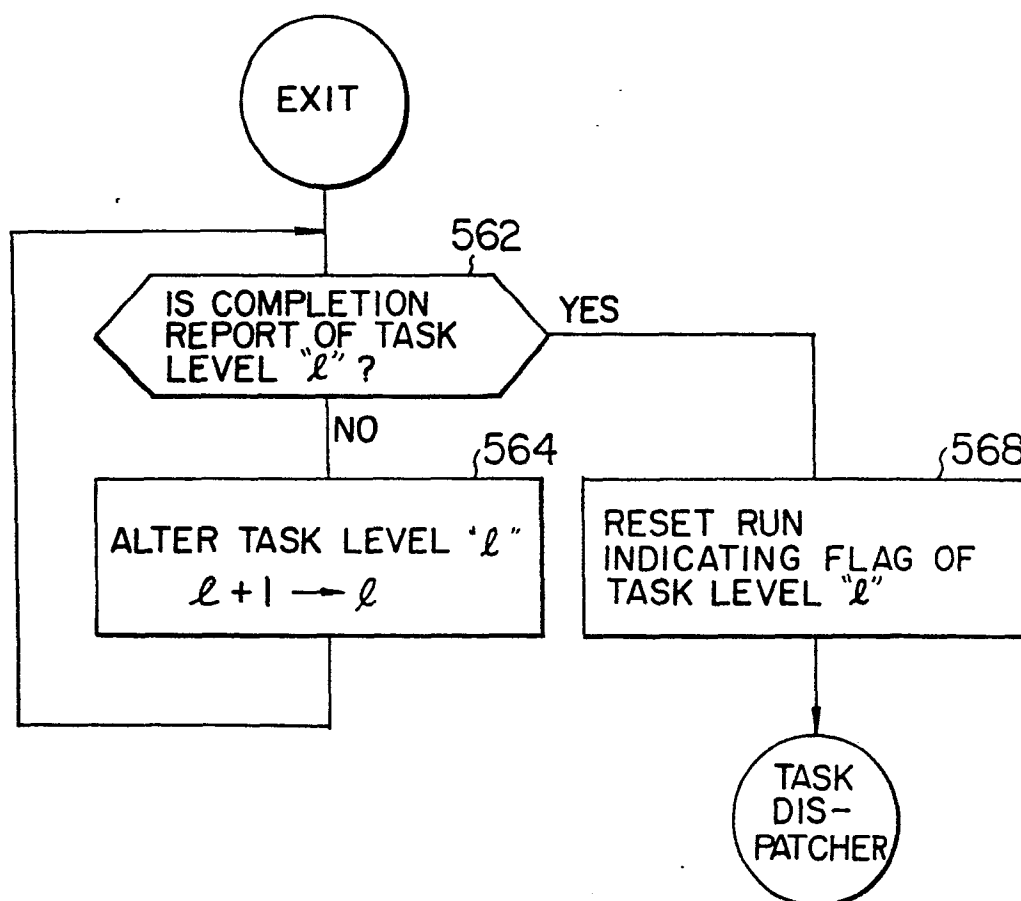 EXIT
562
IS COMPLETION
REPORT OF TASK
LEVEL "ℓ" ?
YES
NO
564
ALTER TASK LEVEL "ℓ"
ℓ + 1 → ℓ
568
RESET RUN
INDICATING FLAG OF
TASK LEVEL "ℓ"
TASK
DIS-
PATCHER